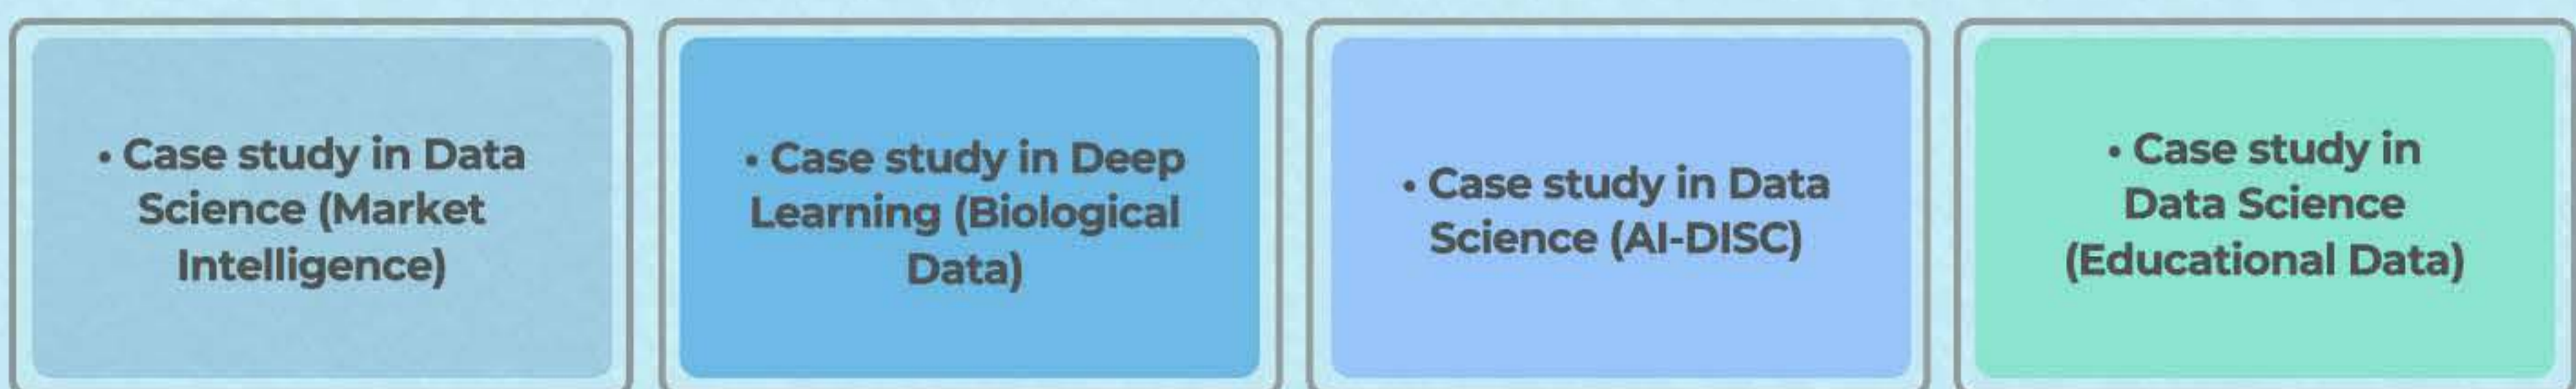 • Case study in Data
Science (Market
Intelligence)
• Case study in Deep
Learning (Biological
Data)
• Case study in Data
Science (AI-DISC)
• Case study in
Data Science
(Educational Data)